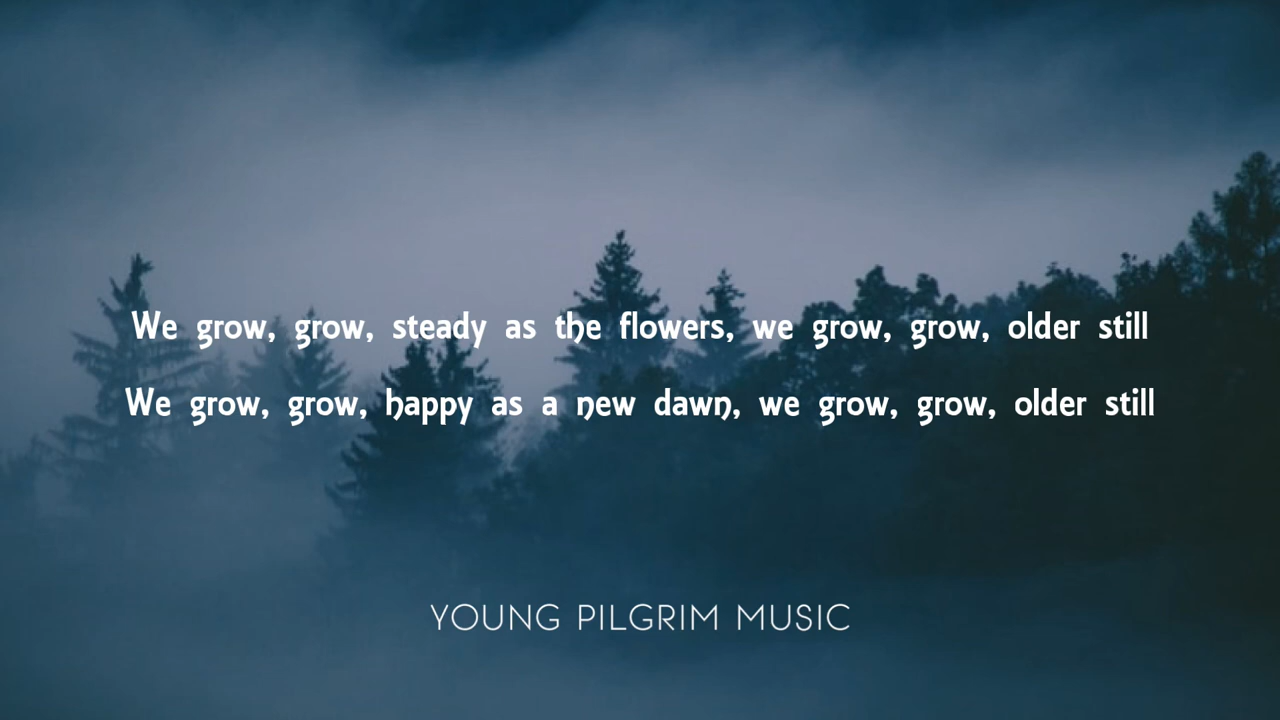 We grow, grow, steady as the flowers, we grow, grow, older still
We grow, grow, happy as a new dawn, we grow, grow, older still
YOUNG PILGRIM MUSIC